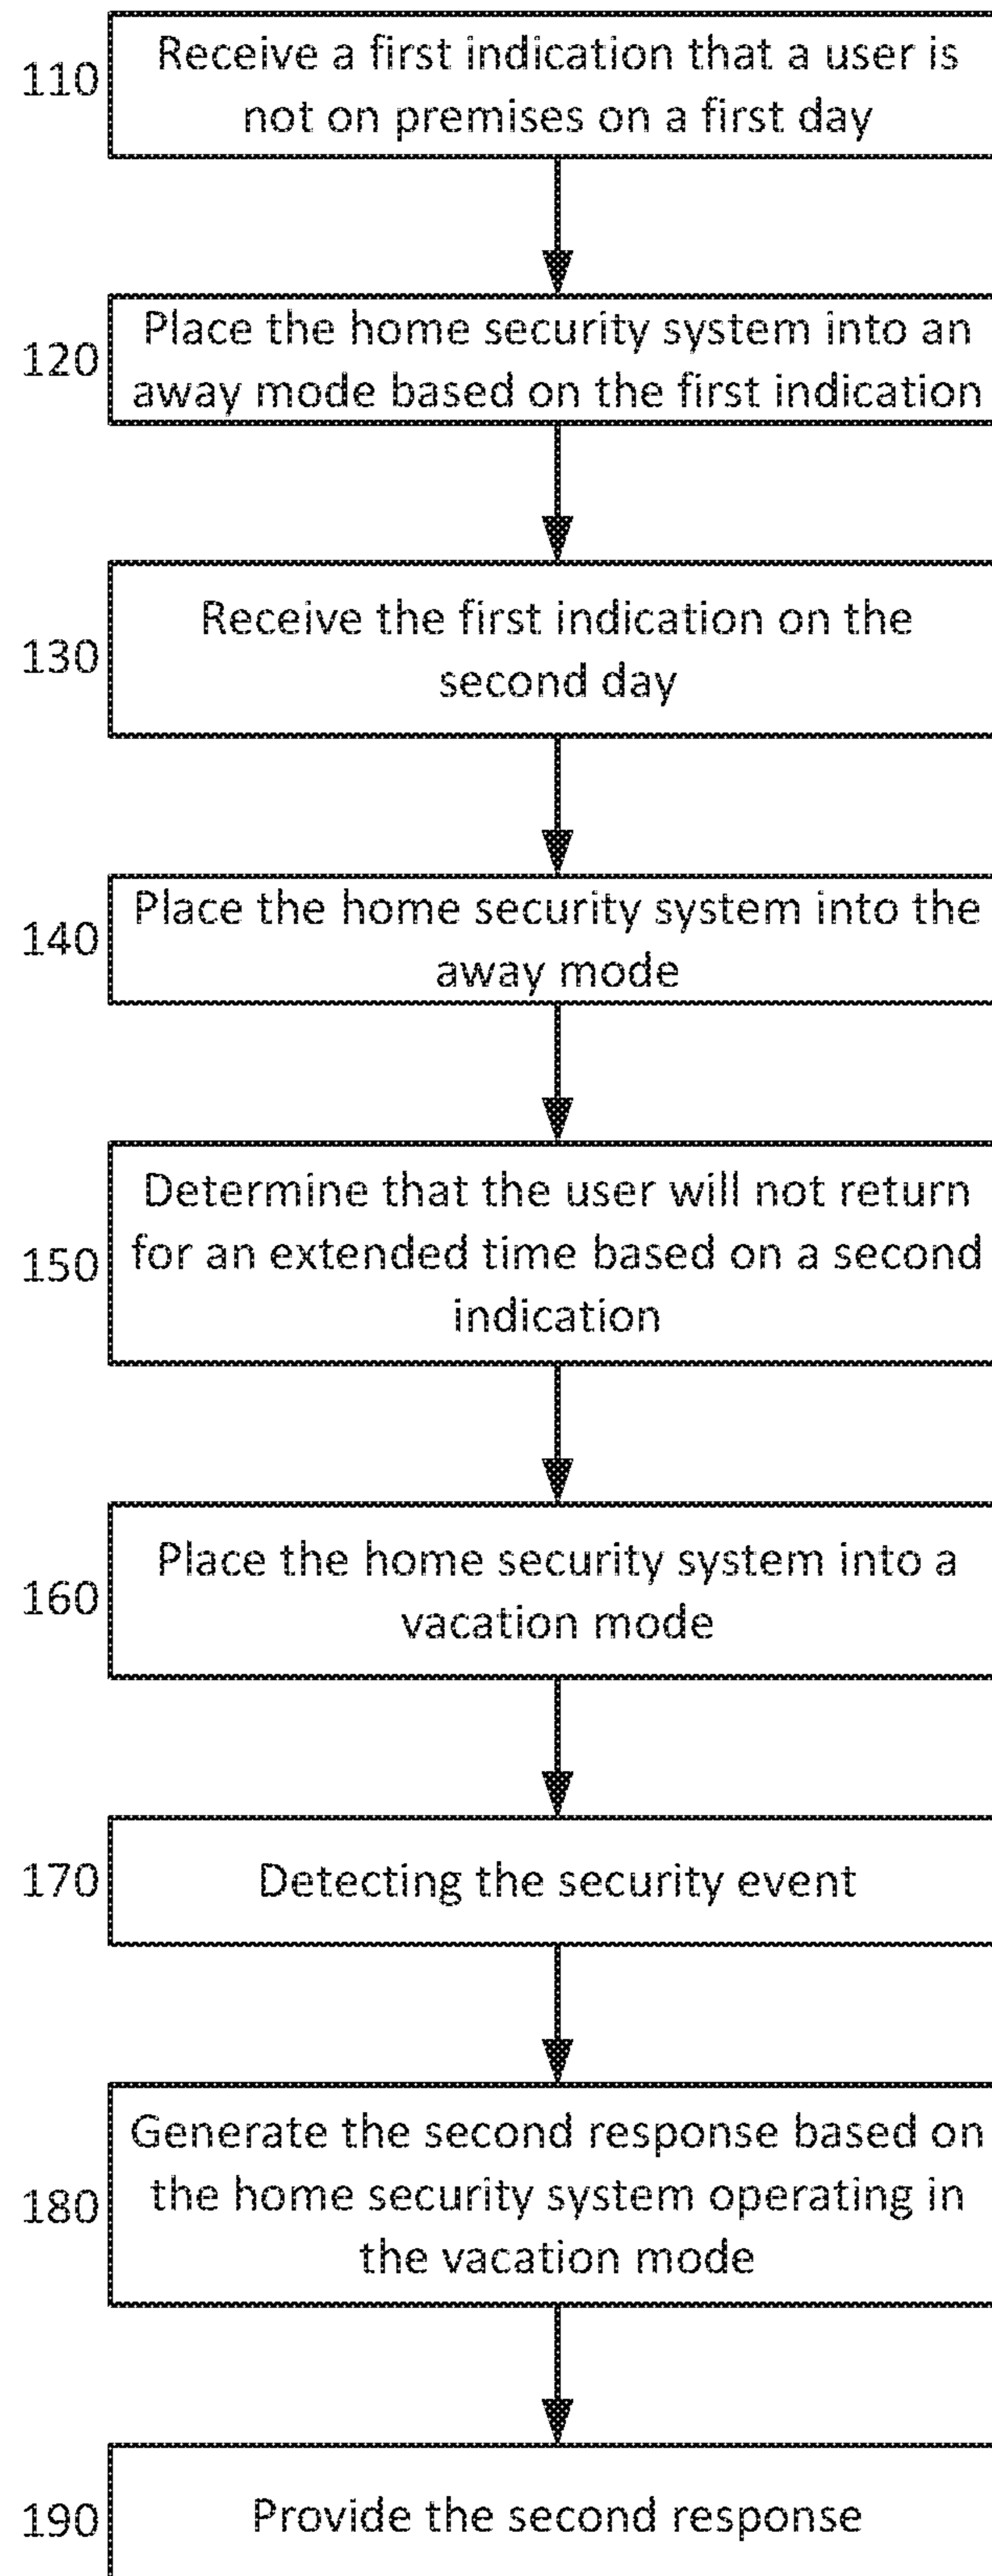 Receive a first indication that a user is
110
not on premises on a first day
Place the home security system into an
120
away mode based on the first indication
Receive the first indication on the
130
second day
Place the home security system into the
140
away mode
Determine that the user will not return
150
for an extended time based on a second
indication
Place the home security system into a
160
vacation mode
170
Detecting the security event
Generate the second response based on
180
the home security system operating in
the vacation mode
190
Provide the second response